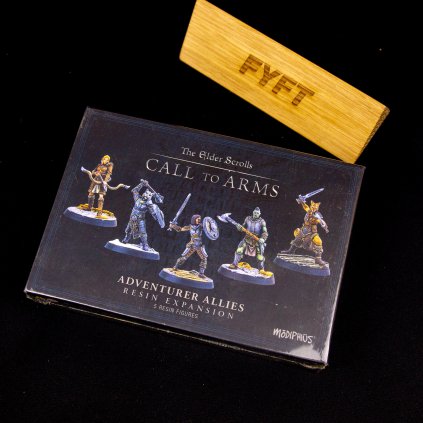 FYFT
The Elder Scrolls
CALL TO ARMS
ADVENTURER ALLIES
RESIN EXPANSION
5 RESIN FIGURES
MODIPHIUS